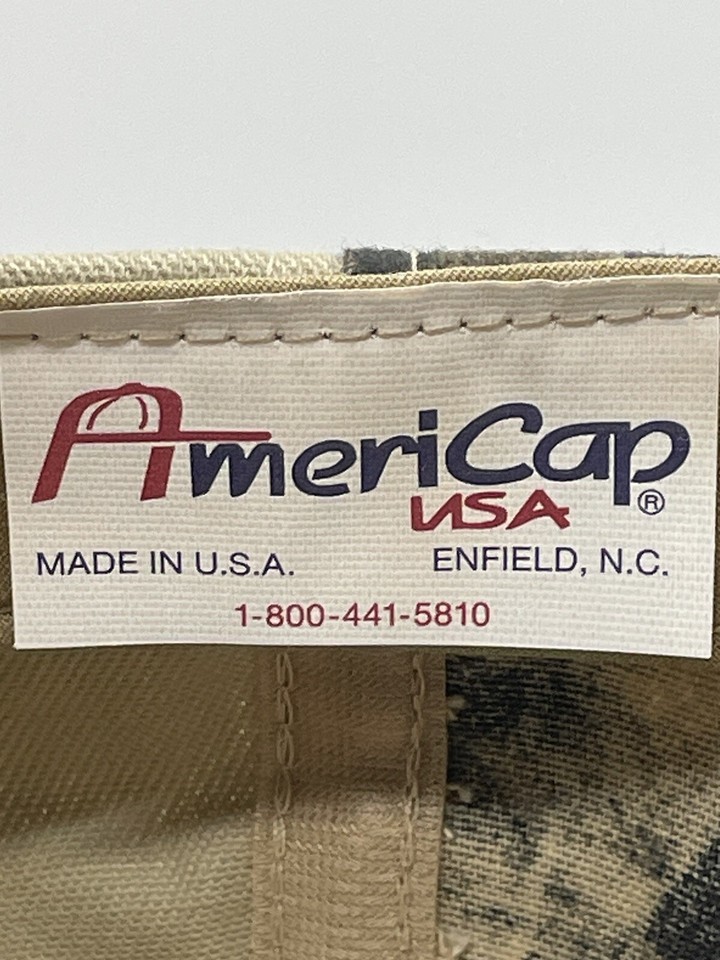 AmeriCap
USA ®
MADE IN U.S.A. ENFIELD, N.C.
1-800-441-5810